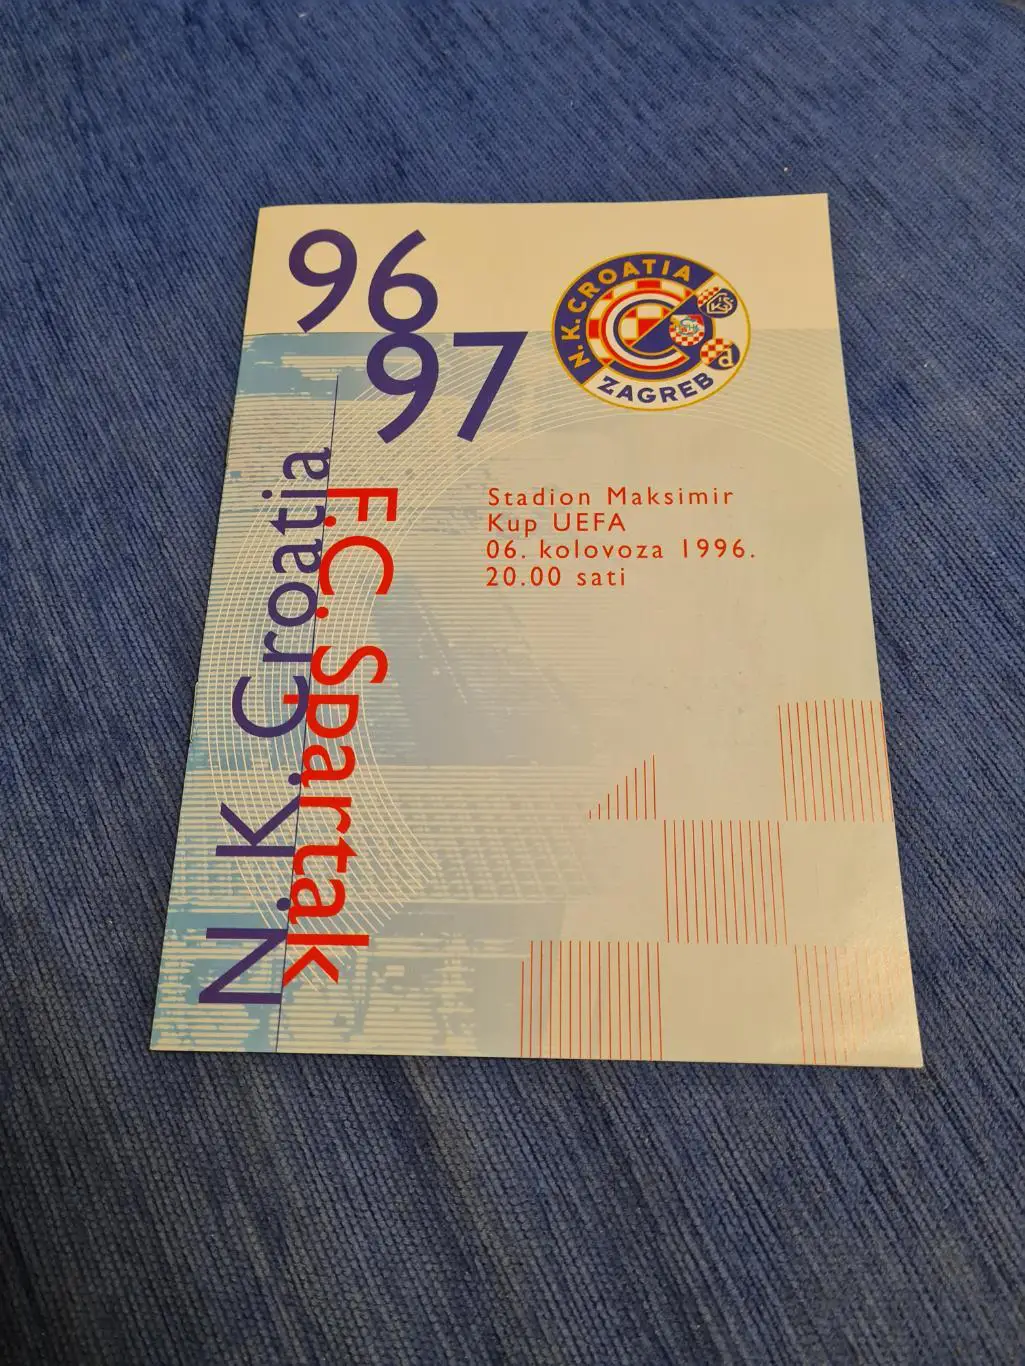 96
97
N.K. CROATIA
ZAGREB
N.K. Croatia
F.C. Spartak
Stadion Maksimir
Kup UEFA
06. kolovoza 1996.
20.00 sati